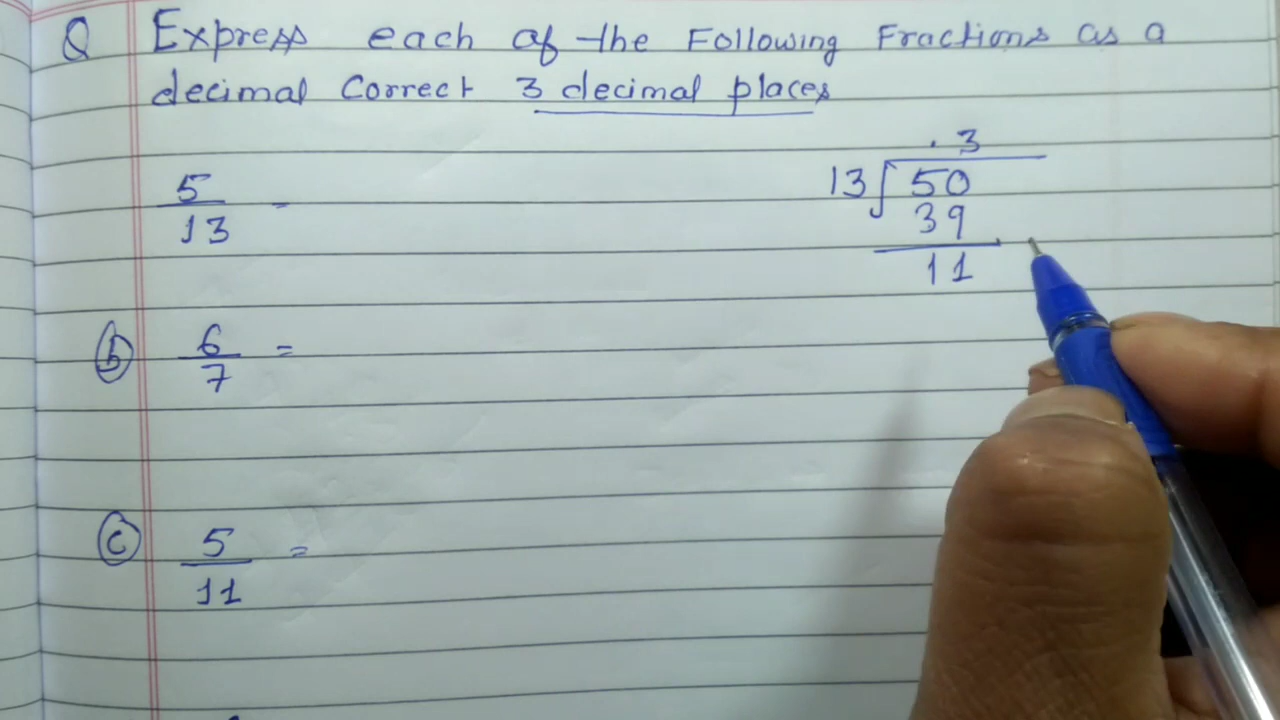 Q Express each of the Following Fractions as a
decimal Correct 3 decimal places
5/13 -
.3
13 50
39
11
(b) 6/7 =
(c) 5/11 =